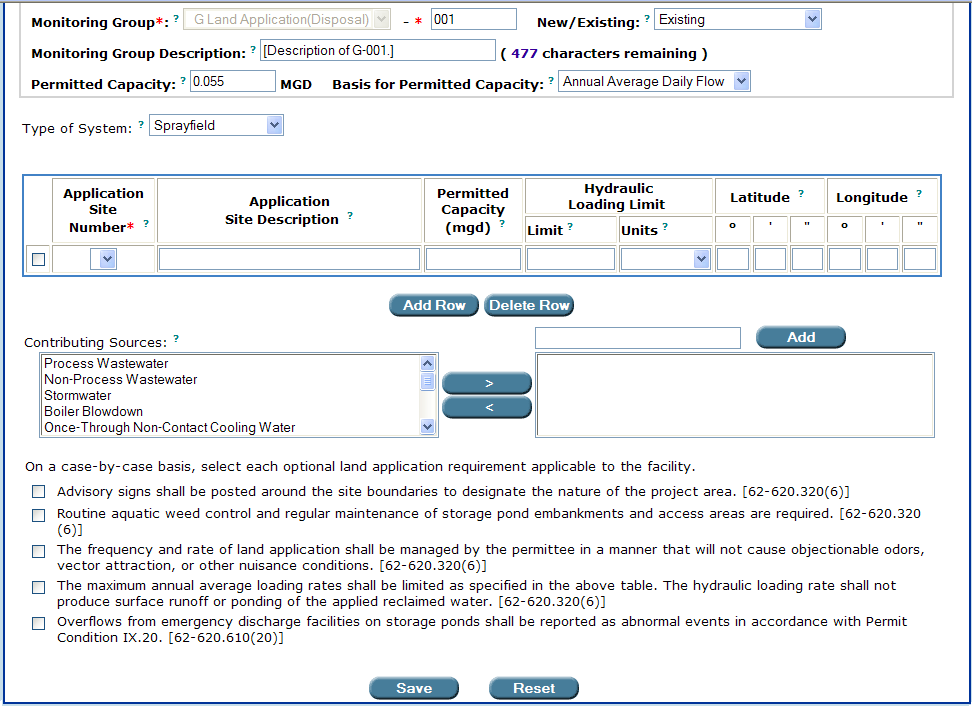 Monitoring Group*: ? G Land Application(Disposal) - * 001 New/Existing: ? Existing
Monitoring Group Description: ? [Description of G-001.] ( 477 characters remaining )
Permitted Capacity: ? 0.055 MGD Basis for Permitted Capacity: ? Annual Average Daily Flow
Type of System: ? Sprayfield
Application Site Number* ?
Application Site Description ?
Permitted Capacity (mgd) ?
Hydraulic Loading Limit
Latitude ? Longitude ?
Limit ? Units ? º ' " º ' "
Add Row Delete Row
Contributing Sources: ? Add
Process Wastewater
Non-Process Wastewater
Stormwater
Boiler Blowdown
Once-Through Non-Contact Cooling Water
>
<
On a case-by-case basis, select each optional land application requirement applicable to the facility.
Advisory signs shall be posted around the site boundaries to designate the nature of the project area. [62-620.320(6)]
Routine aquatic weed control and regular maintenance of storage pond embankments and access areas are required. [62-620.320
(6)]
The frequency and rate of land application shall be managed by the permittee in a manner that will not cause objectionable odors,
vector attraction, or other nuisance conditions. [62-620.320(6)]
The maximum annual average loading rates shall be limited as specified in the above table. The hydraulic loading rate shall not
produce surface runoff or ponding of the applied reclaimed water. [62-620.320(6)]
Overflows from emergency discharge facilities on storage ponds shall be reported as abnormal events in accordance with Permit
Condition IX.20. [62-620.610(20)]
Save Reset